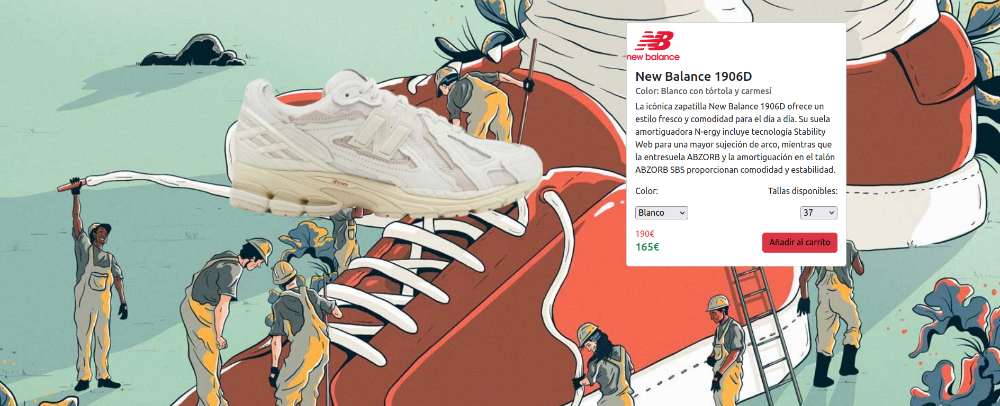 new balance
New Balance 1906D
Color: Blanco con tórtola y carmesí
La icónica zapatilla New Balance 1906D ofrece un
estilo fresco y comodidad para el día a día. Su suela
amortiguadora N-ergy incluye tecnología Stability
Web para una mayor sujeción de arco, mientras que
la entresuela ABZORB y la amortiguación en el talón
ABZORB SBS proporcionan comodidad y estabilidad.
Color: Tallas disponibles:
Blanco 37
190€
165€ Añadir al carrito